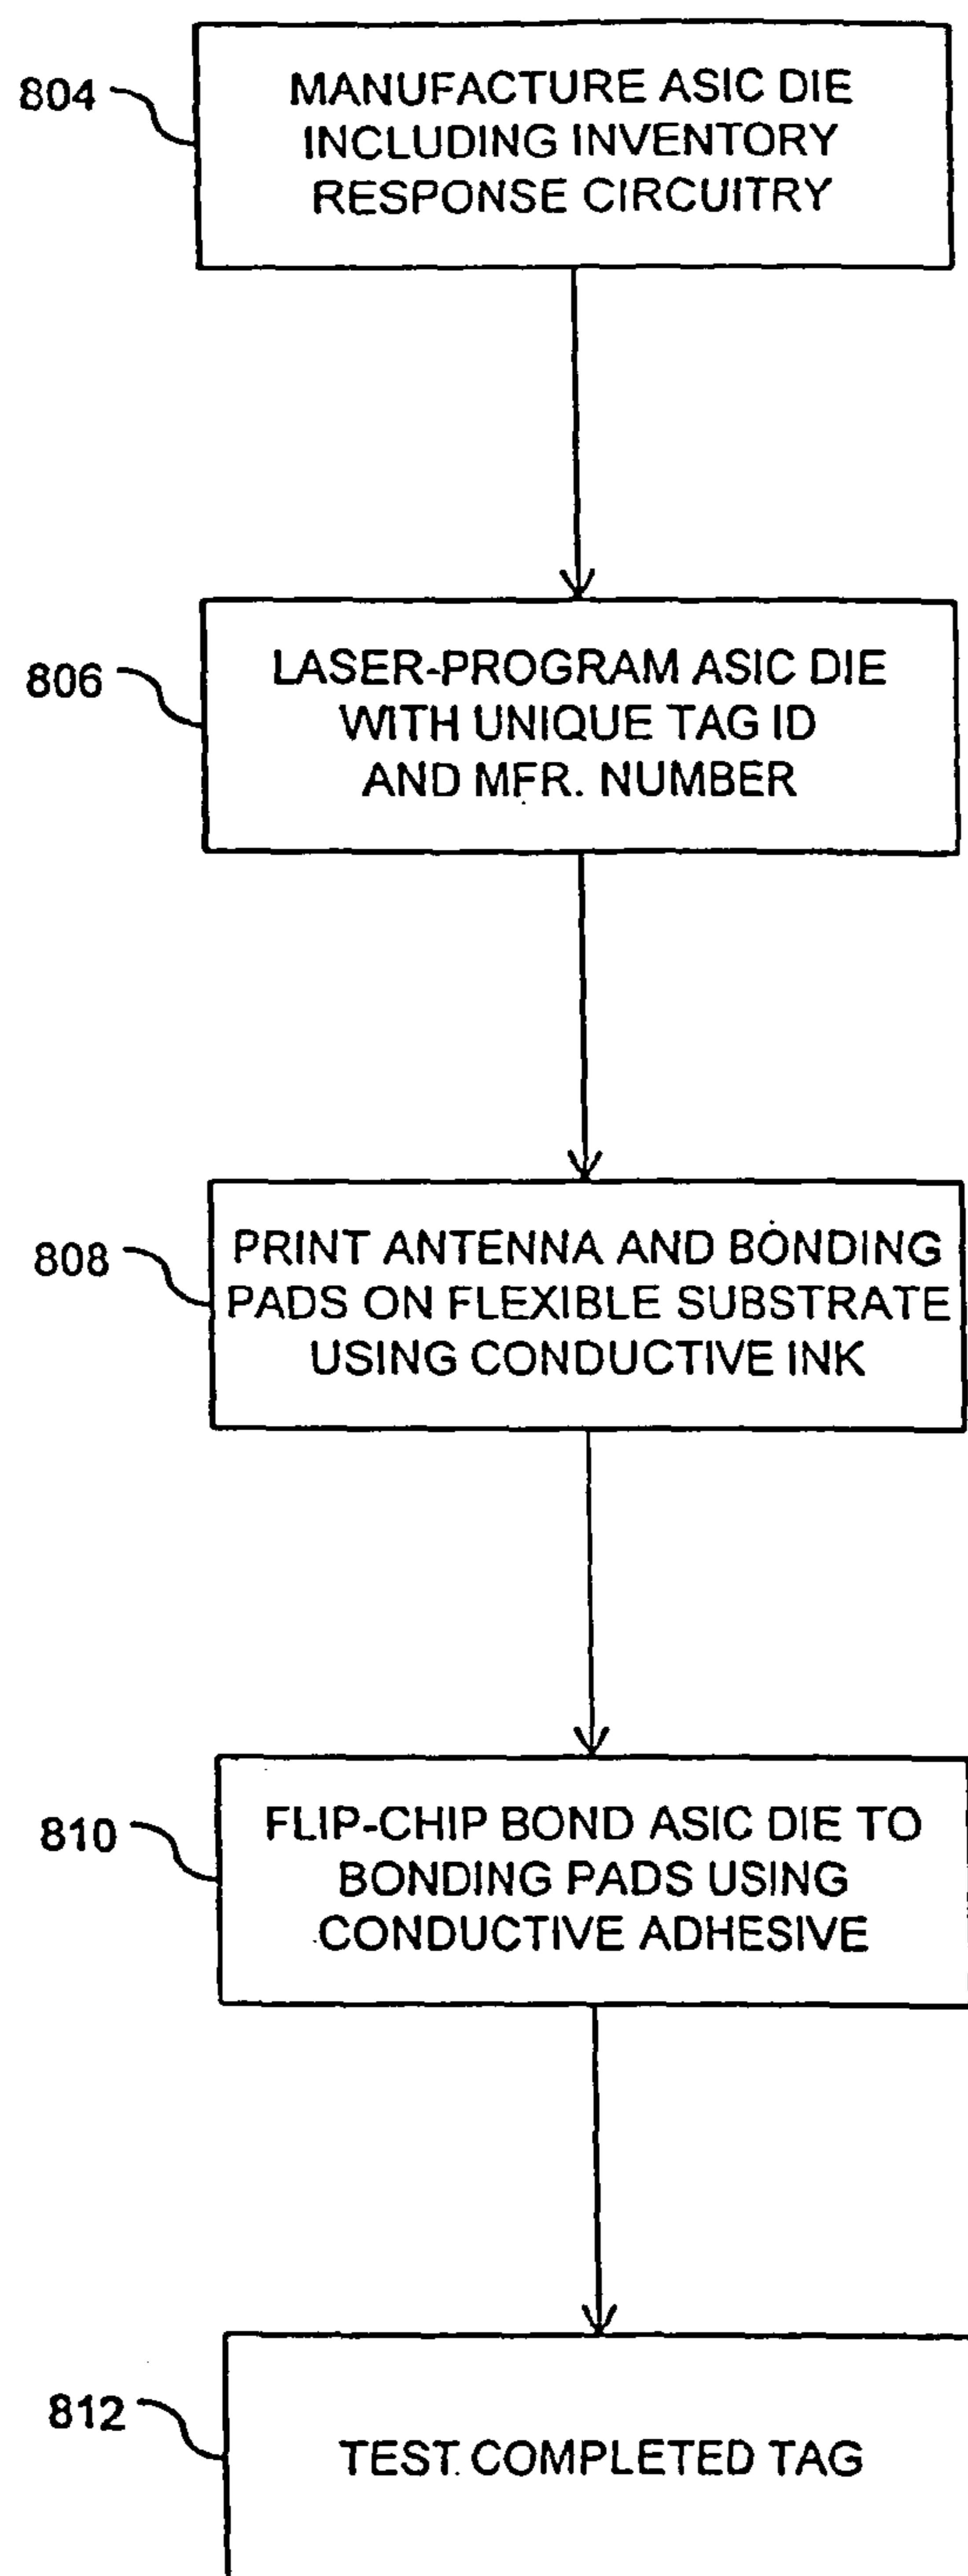 804
MANUFACTURE ASIC DIE
INCLUDING INVENTORY
RESPONSE CIRCUITRY
806
LASER-PROGRAM ASIC DIE
WITH UNIQUE TAG ID
AND MFR. NUMBER
808
PRINT ANTENNA AND BONDING
PADS ON FLEXIBLE SUBSTRATE
USING CONDUCTIVE INK
810
FLIP-CHIP BOND ASIC DIE TO
BONDING PADS USING
CONDUCTIVE ADHESIVE
812
TEST COMPLETED TAG